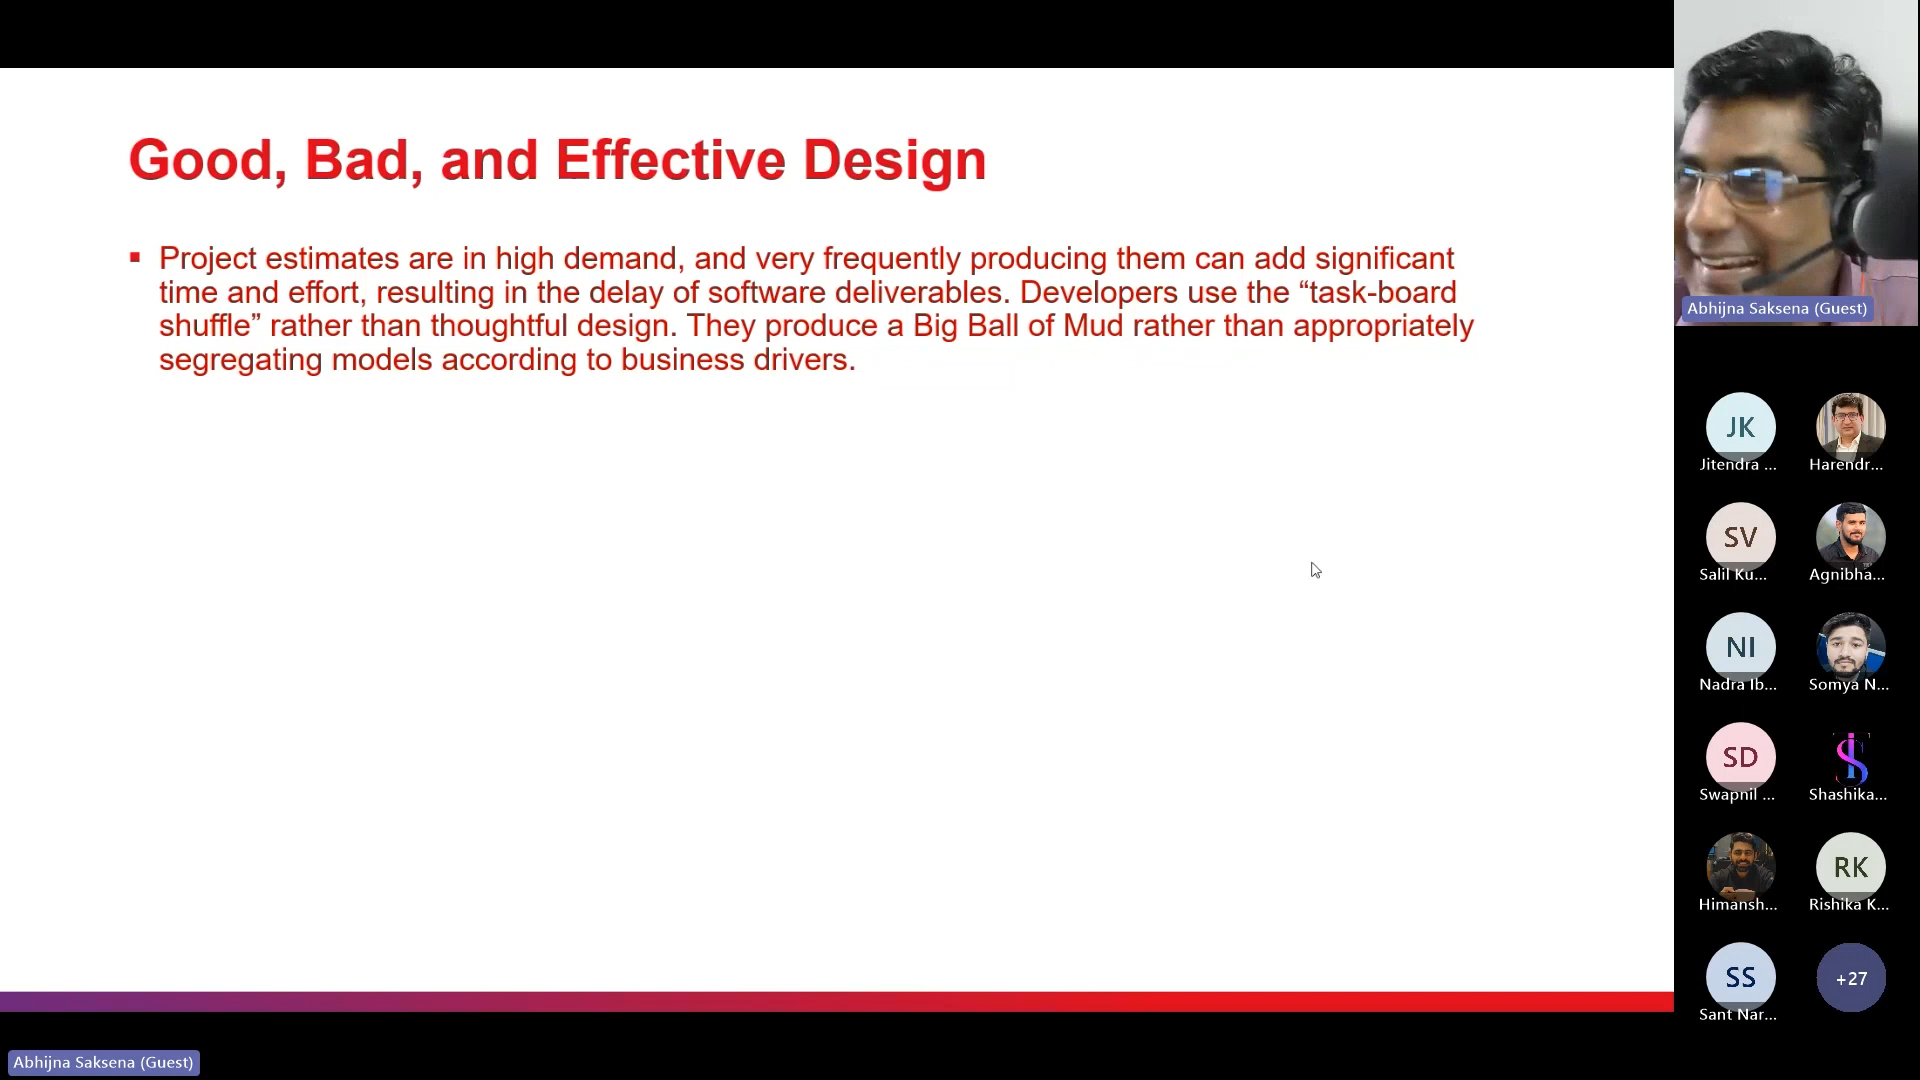 Good, Bad, and Effective Design
▪ Project estimates are in high demand, and very frequently producing them can add significant
time and effort, resulting in the delay of software deliverables. Developers use the “task-board
shuffle” rather than thoughtful design. They produce a Big Ball of Mud rather than appropriately
segregating models according to business drivers.
Abhijna Saksena (Guest)
JK
Jitendra ...
Harendr...
SV
Salil Ku...
Agnibha...
NI
Nadra Ib...
Somya N...
SD
Swapnil ...
Shashika...
Himansh...
RK
Rishika K...
SS
Sant Nar...
+27
Abhijna Saksena (Guest)